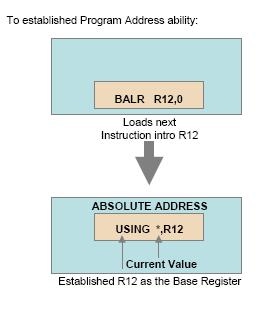 To established Program Address ability:
BALR R12,0
Loads next
Instruction intro R12
ABSOLUTE ADDRESS
USING *,R12
Current Value
Established R12 as the Base Register